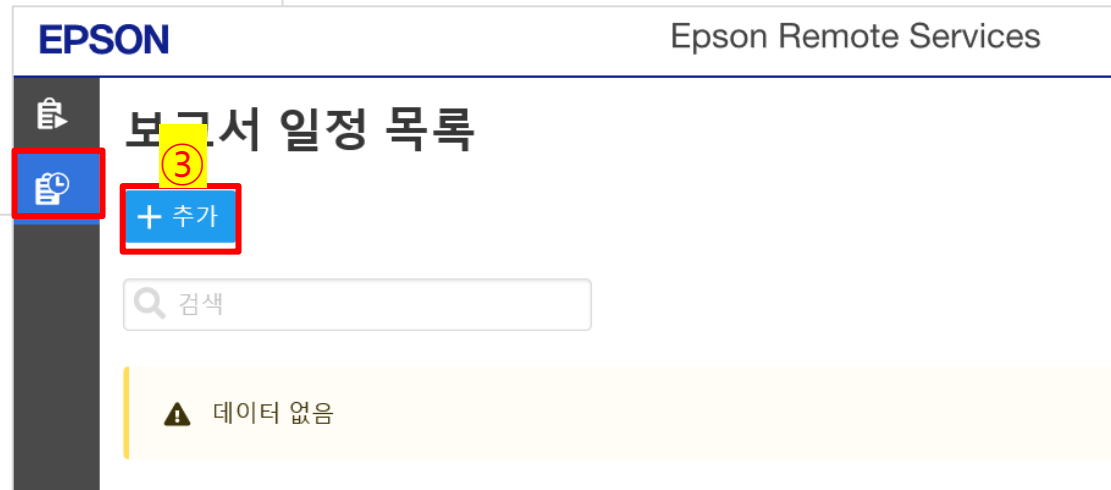 EPSON
Epson Remote Services
보고서 일정 목록
③
+ 추가
검색
데이터 없음